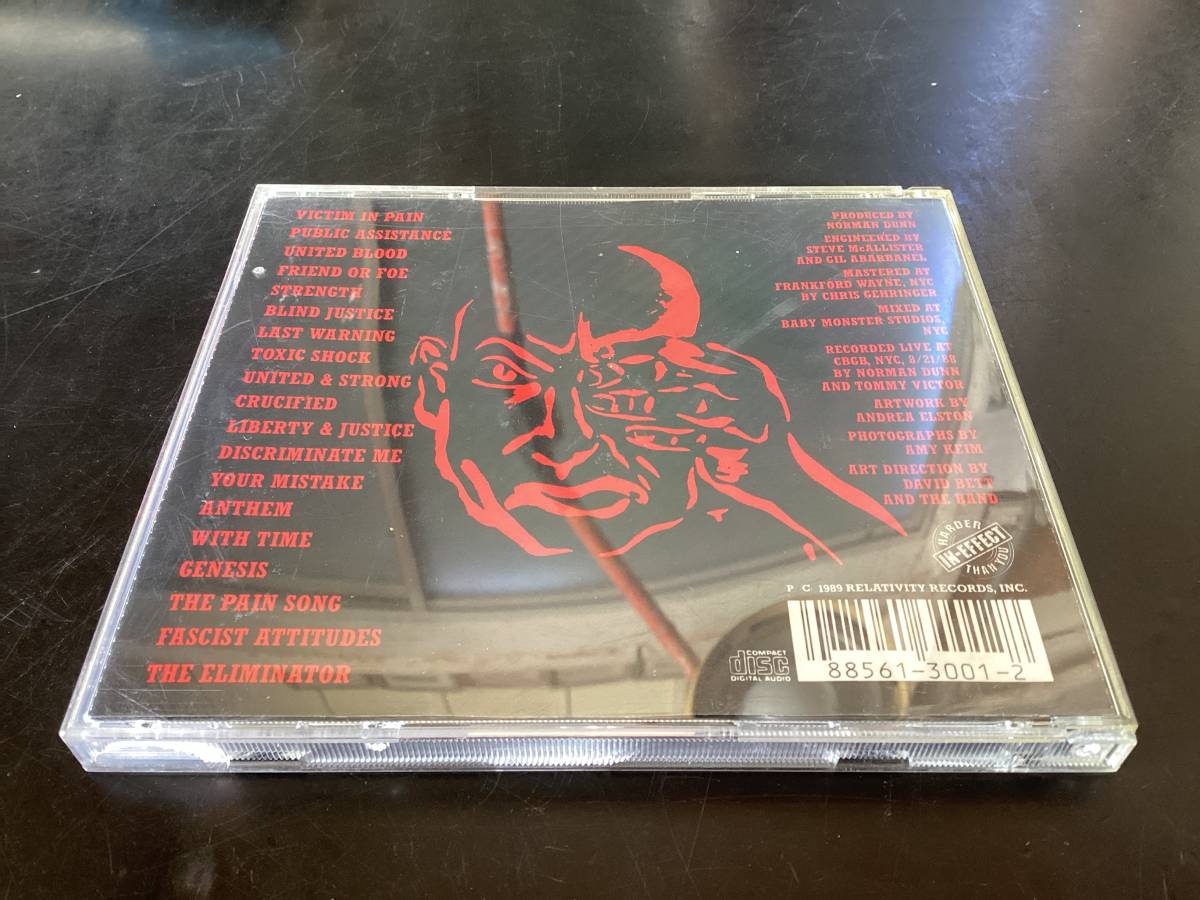 VICTIM IN PAIN
PUBLIC ASSISTANCE
UNITED BLOOD
FRIEND OR FOE
STRENGTH
BLIND JUSTICE
LAST WARNING
TOXIC SHOCK
UNITED & STRONG
CRUCIFIED
LIBERTY & JUSTICE
DISCRIMINATE ME
YOUR MISTAKE
ANTHEM
WITH TIME
GENESIS
THE PAIN SONG
FASCIST ATTITUDES
THE ELIMINATOR
PRODUCED BY
NORMAN DUNN
ENGINEERED BY
STEVE McALLISTER
AND GIL ABARBANEL
MASTERED AT
FRANKFORD WAYNE, NYC
BY CHRIS GEHRINGER
MIXED AT
BABY MONSTER STUDIOS,
NYC
RECORDED LIVE AT
CBGB, NYC, 8/21/88
BY NORMAN DUNN
AND TOMMY VICTOR
ARTWORK BY
ANDREA ELSTON
PHOTOGRAPHS BY
AMY KEIM
ART DIRECTION BY
DAVID BETT
AND THE BAND
HARDER
IN-EFFECT
THAN YOU
P C 1989 RELATIVITY RECORDS, INC.
COMPACT
disc
DIGITAL AUDIO
88561-3001-2